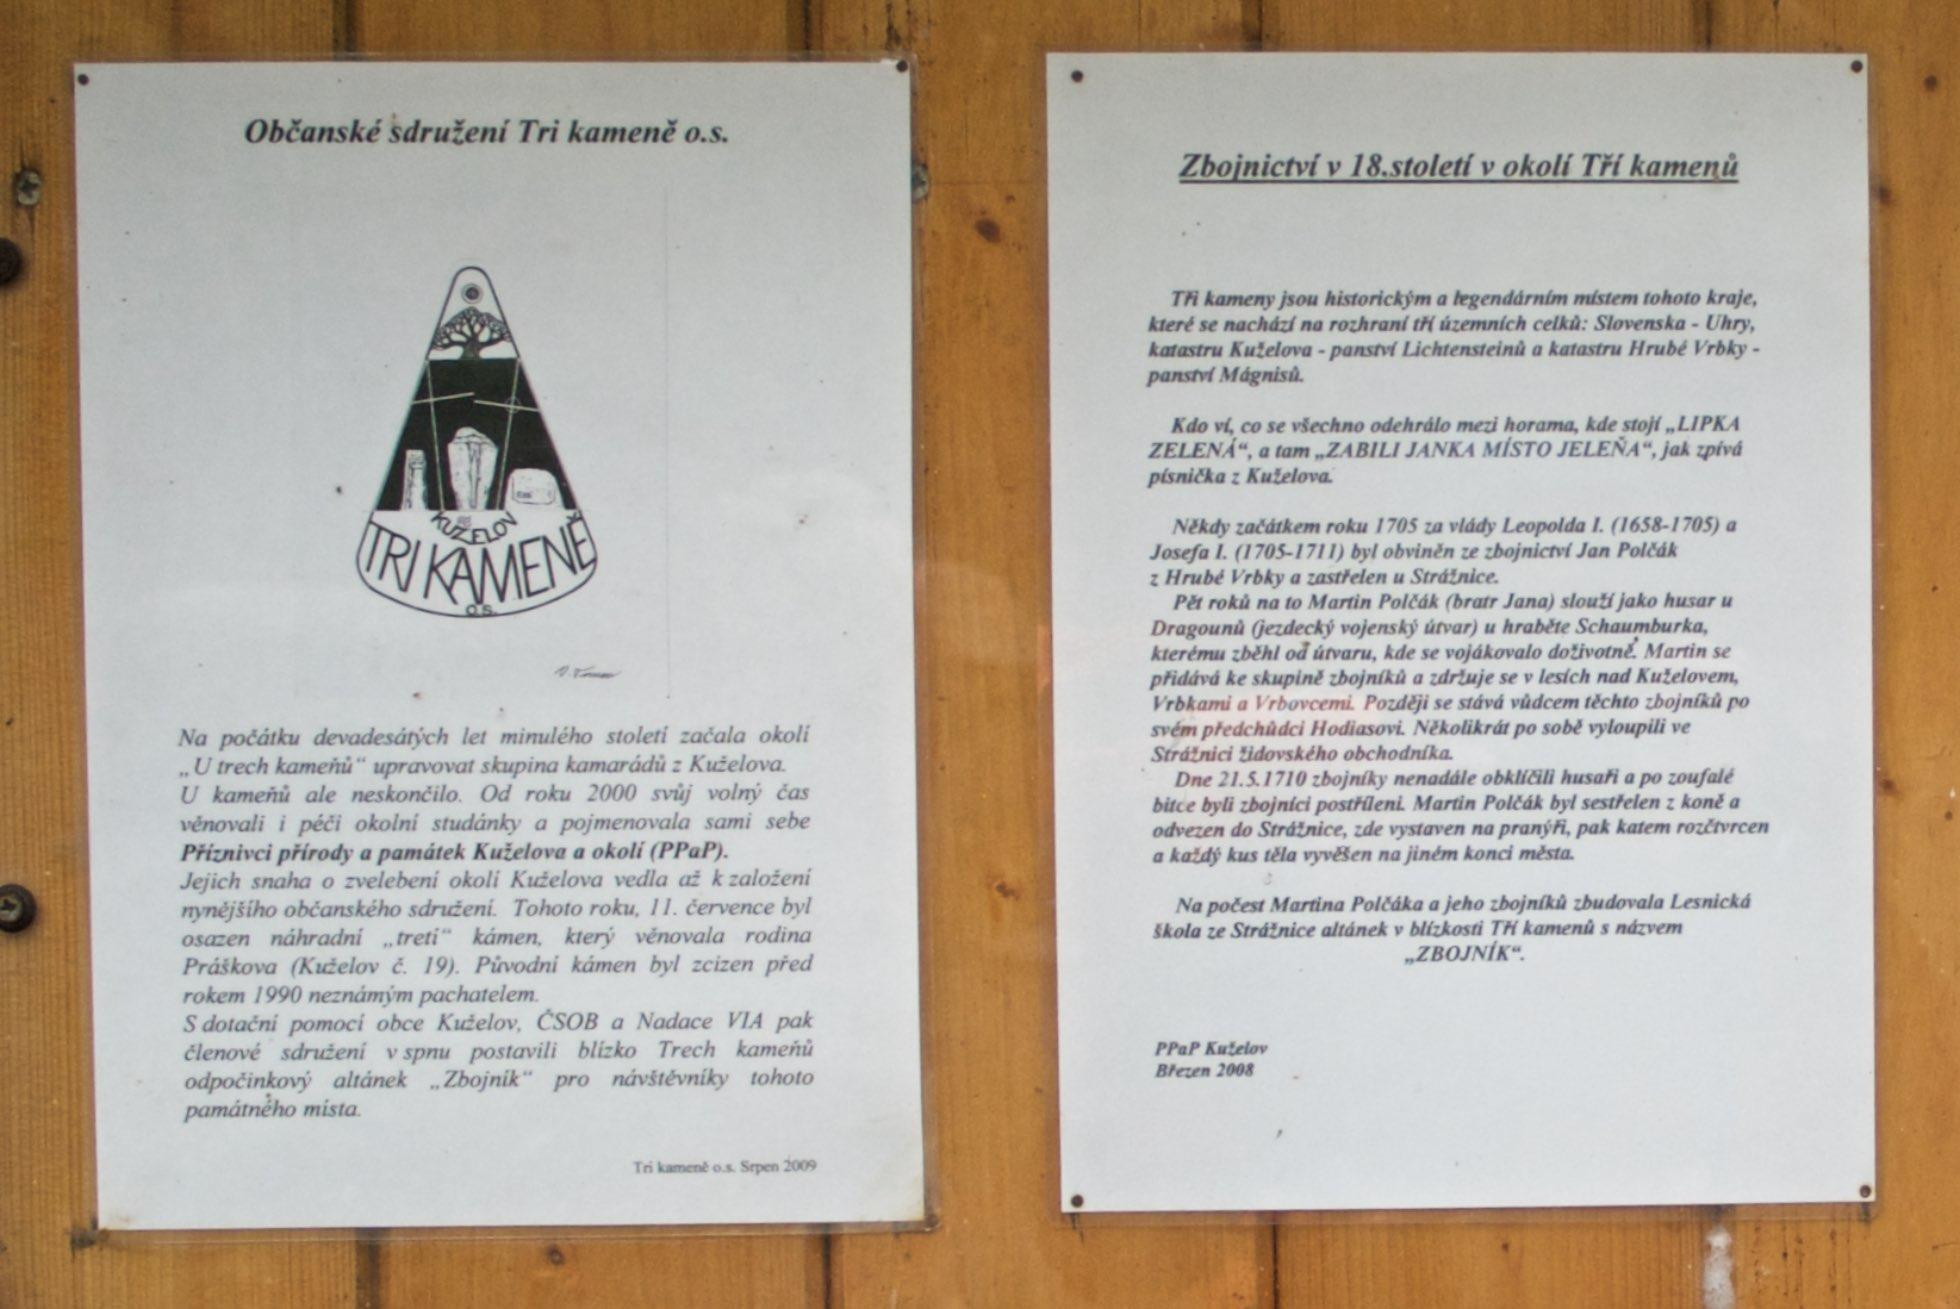 Občanské sdružení Tri kameně o.s.
KUŽELOV
TRI KAMENĚ
O.S.
Na počátku devadesátých let minulého století začala okolí
„U trech kameňů“ upravovat skupina kamarádů z Kuželova.
U kameňů ale neskončilo. Od roku 2000 svůj volný čas
věnovali i péči okolní studánky a pojmenovala sami sebe
Příznivci přírody a památek Kuželova a okolí (PPaP).
Jejich snaha o zvelebení okolí Kuželova vedla až k založení
nynějšího občanského sdružení. Tohoto roku, 11. července byl
osazen náhradní „tretí“ kámen, který věnovala rodina
Práškova (Kuželov č. 19). Původní kámen byl zcizen před
rokem 1990 neznámým pachatelem.
S dotační pomocí obce Kuželov, ČSOB a Nadace VIA pak
členové sdružení v spnu postavili blízko Trech kameňů
odpočinkový altánek „Zbojník“ pro návštěvníky tohoto
památného místa.
Tri kameně o.s. Srpen 2009
Zbojnictví v 18.století v okolí Tří kamenů
Tři kameny jsou historickým a legendárním místem tohoto kraje,
které se nachází na rozhraní tří územních celků: Slovenska - Uhry,
katastru Kuželova - panství Lichtensteinů a katastru Hrubé Vrbky -
panství Mágnisů.
Kdo ví, co se všechno odehrálo mezi horama, kde stojí „LIPKA
ZELENÁ“, a tam „ZABILI JANKA MÍSTO JELEŇA“, jak zpívá
písnička z Kuželova.
Někdy začátkem roku 1705 za vlády Leopolda I. (1658-1705) a
Josefa I. (1705-1711) byl obviněn ze zbojnictví Jan Polčák
z Hrubé Vrbky a zastřelen u Strážnice.
Pět roků na to Martin Polčák (bratr Jana) slouží jako husar u
Dragounů (jezdecký vojenský útvar) u hraběte Schaumburka,
kterému zběhl od útvaru, kde se vojákovalo doživotně. Martin se
přidává ke skupině zbojníků a zdržuje se v lesích nad Kuželovem,
Vrbkami a Vrbovcemi. Později se stává vůdcem těchto zbojníků po
svém předchůdci Hodiasovi. Několikrát po sobě vyloupili ve
Strážnici židovského obchodníka.
Dne 21.5.1710 zbojníky nenadále obklíčili husaři a po zoufalé
bitce byli zbojníci postříleni. Martin Polčák byl sestřelen z koně a
odvezen do Strážnice, zde vystaven na pranýři, pak katem rozčtvrcen
a každý kus těla vyvěšen na jiném konci města.
Na počest Martina Polčáka a jeho zbojníků zbudovala Lesnická
škola ze Strážnice altánek v blízkosti Tří kamenů s názvem
„ZBOJNÍK“.
PPaP Kuželov
Březen 2008